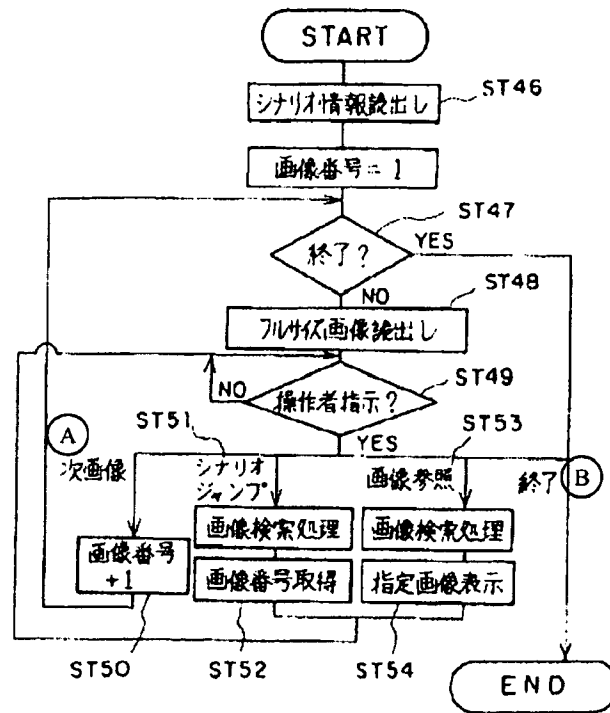 START
シナリオ情報読出し
ST46
画像番号=1
ST47
終了?
YES
NO
ST48
フルサイズ画像読出し
ST49
操作者指示?
NO
YES
A
ST51
ST53
次画像
シナリオ
ジャンプ
画像参照
終了
B
画像番号
+1
画像検索処理
画像検索処理
画像番号取得
指定画像表示
ST50
ST52
ST54
END